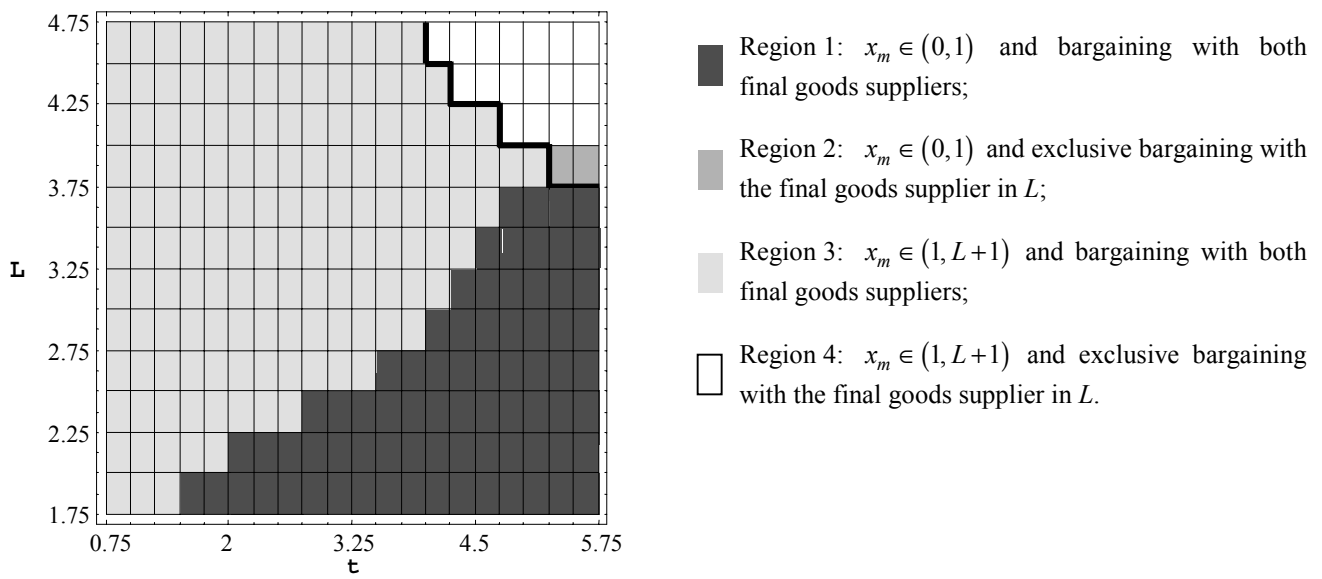 4.75
4.25
3.75
L
3.25
2.75
2.25
1.75
0.75 2 3.25 4.5 5.75
t
Region 1: x_m ∈ (0,1) and bargaining with both
final goods suppliers;
Region 2: x_m ∈ (0,1) and exclusive bargaining with
the final goods supplier in L;
Region 3: x_m ∈ (1, L+1) and bargaining with both
final goods suppliers;
Region 4: x_m ∈ (1, L+1) and exclusive bargaining
with the final goods supplier in L.